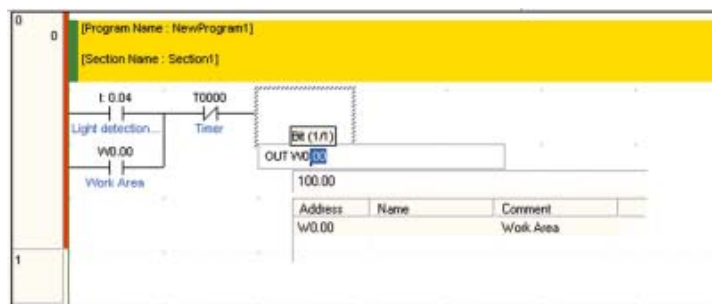 0
0
[Program Name : NewProgram1]
[Section Name : Section1]
I: 0.04
T0000
Light detection...
Timer
W0.00
Work Area
Bit (1/1)
OUT W0.00
100.00
Address Name Comment
W0.00 Work Area
1